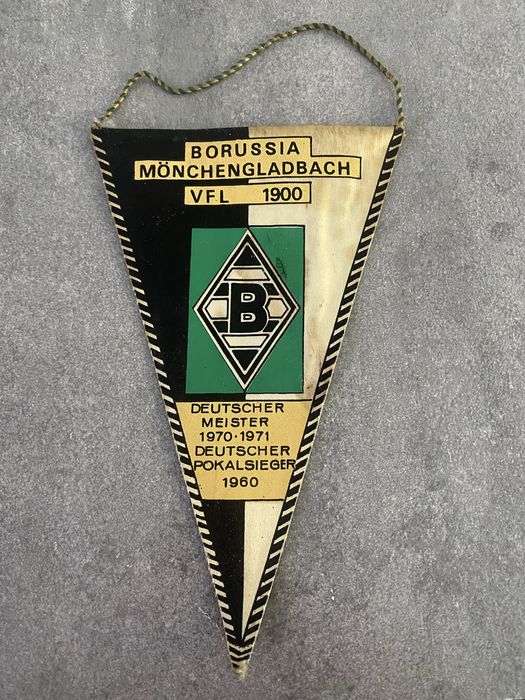 BORUSSIA
MÖNCHENGLADBACH
VFL 1900
B
DEUTSCHER
MEISTER
1970·1971
DEUTSCHER
POKALSIEGER
1960